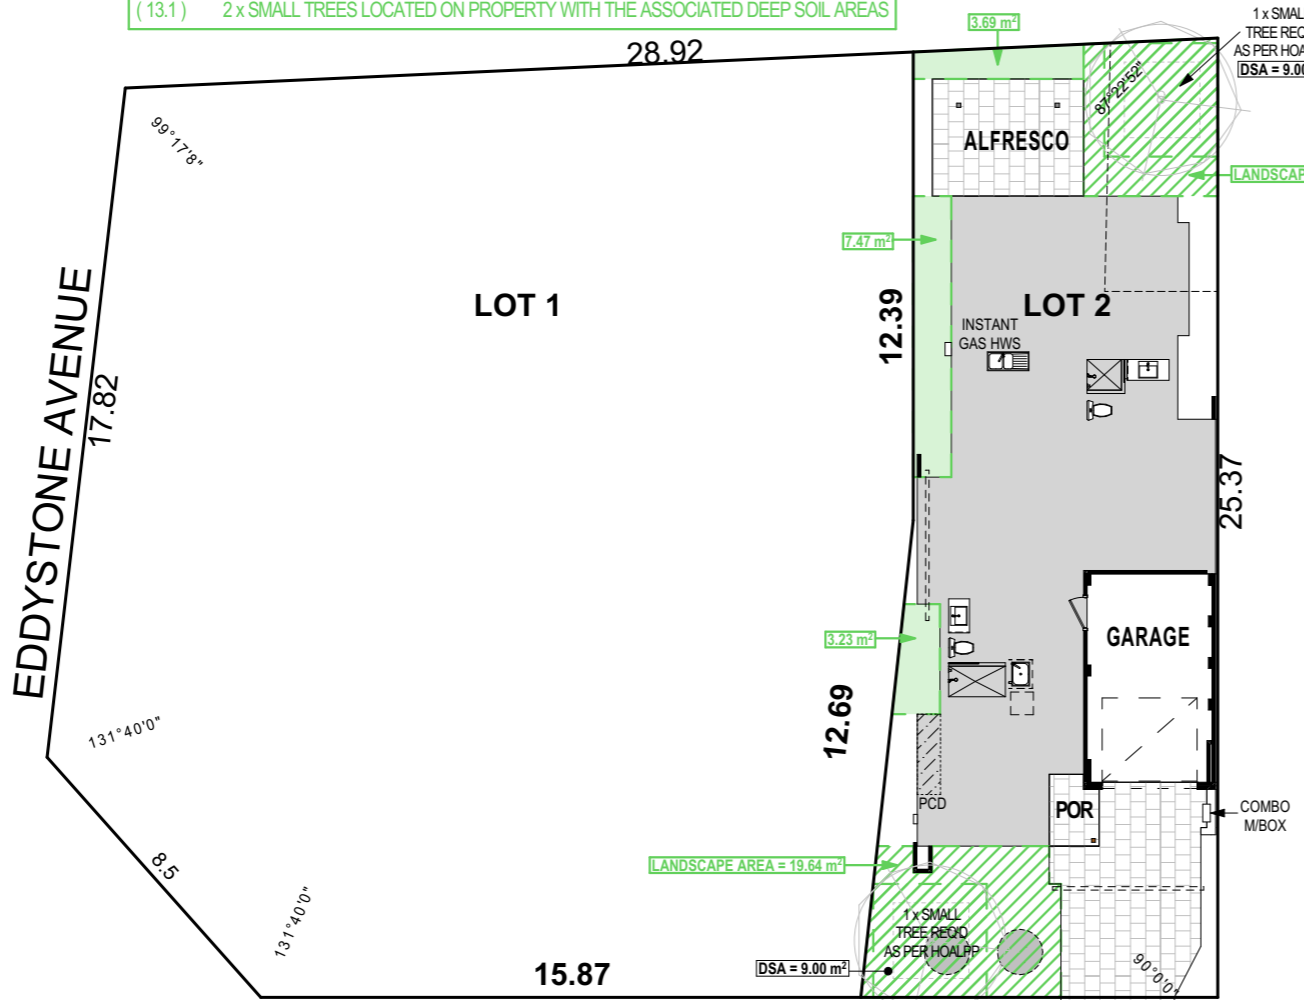 ( 13.1 ) 2 x SMALL TREES LOCATED ON PROPERTY WITH THE ASSOCIATED DEEP SOIL AREAS
28.92
3.69 m²
1 x SMAL
TREE REQ
AS PER HOA
DSA = 9.00
87°22'52"
99°17'8"
ALFRESCO
LANDSCAP
7.47 m²
LOT 1
12.39
LOT 2
INSTANT
GAS HWS
EDDYSTONE AVENUE
17.82
25.37
3.23 m²
GARAGE
12.69
131°40'0"
PCD
POR
COMBO
M/BOX
8.5
LANDSCAPE AREA = 19.64 m²
131°40'0"
1 x SMALL
TREE REQ'D
AS PER HOALPP
DSA = 9.00 m²
15.87
90°0'0"